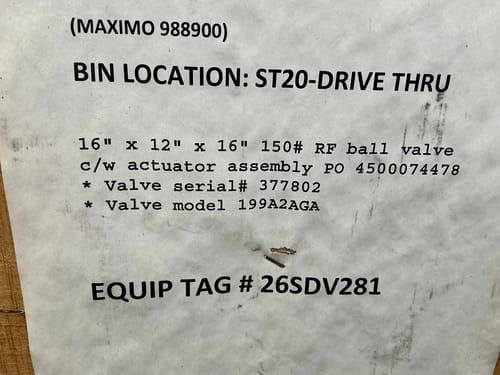 (MAXIMO 988900)
BIN LOCATION: ST20-DRIVE THRU
16" x 12" x 16" 150# RF ball valve
c/w actuator assembly PO 4500074478
* Valve serial# 377802
* Valve model 199A2AGA
EQUIP TAG # 26SDV281